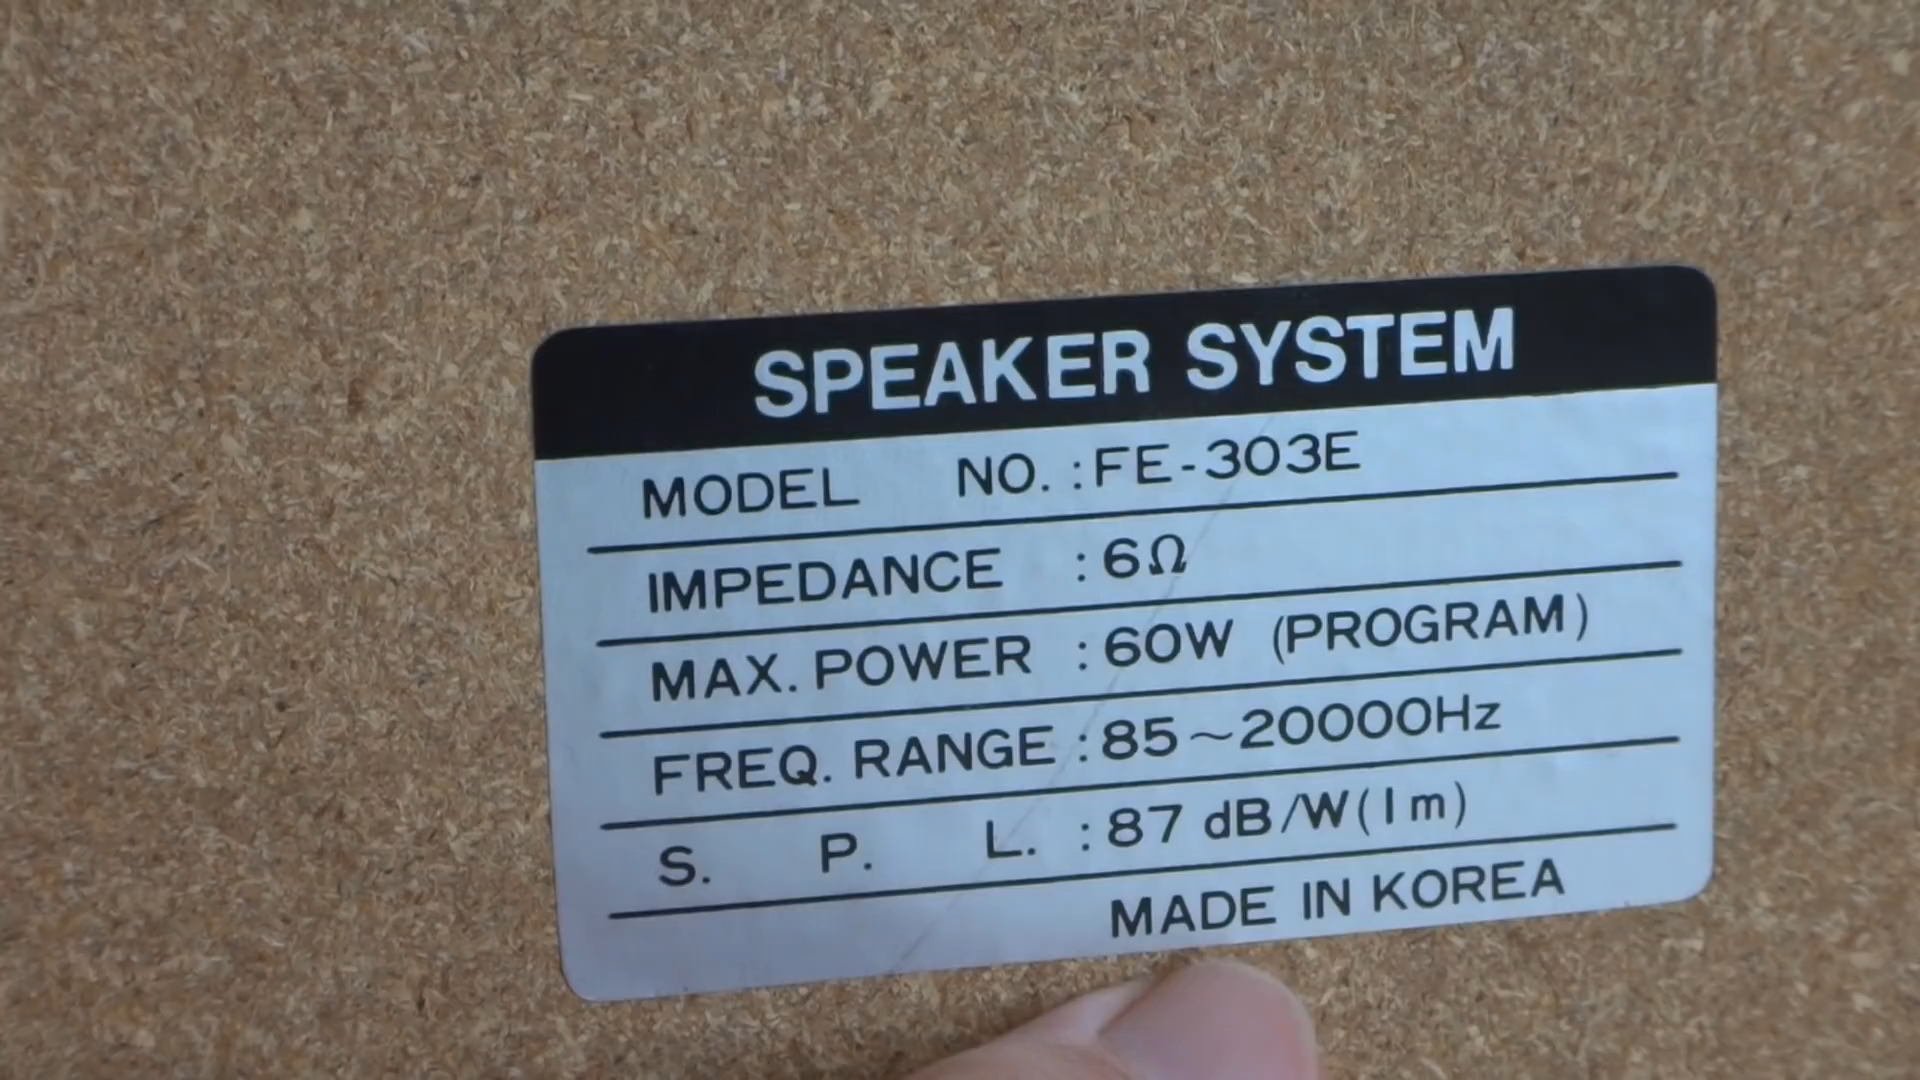 SPEAKER SYSTEM
MODEL NO. : FE-303E
IMPEDANCE : 6Ω
MAX. POWER : 60W (PROGRAM)
FREQ. RANGE : 85~20000Hz
S. P. L. : 87 dB/W(1m)
MADE IN KOREA